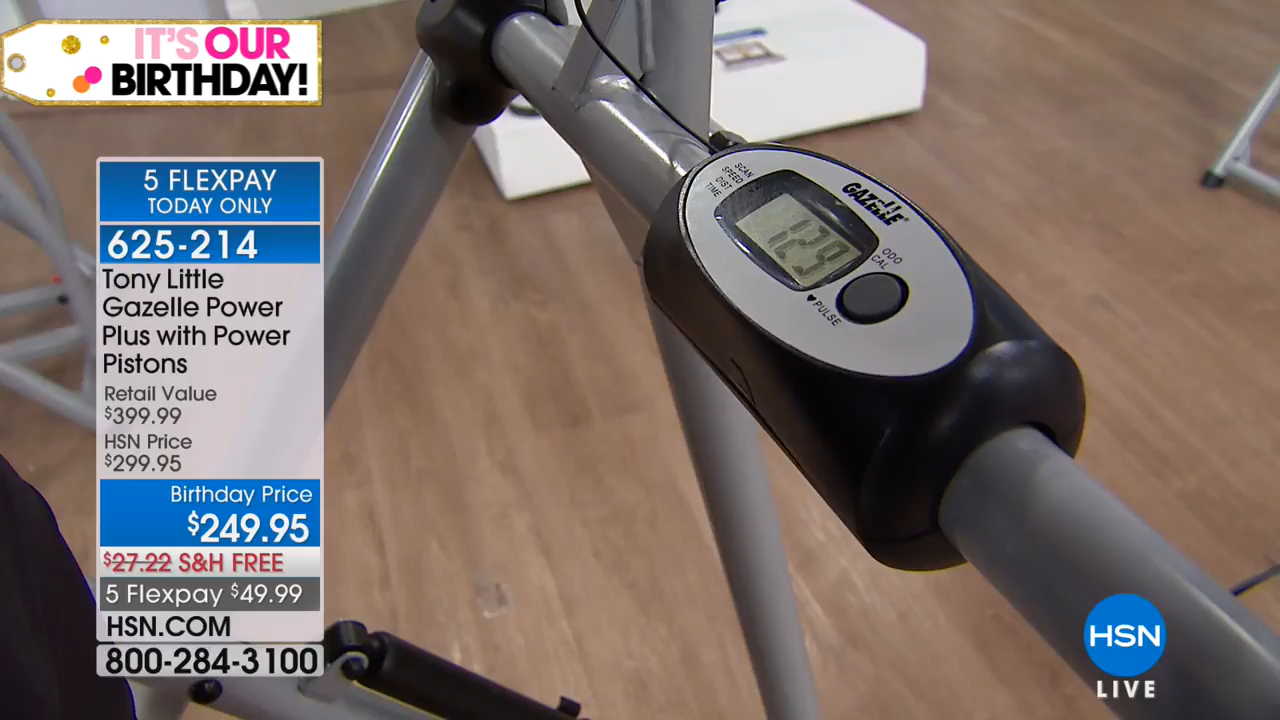 IT'S OUR
BIRTHDAY!
5 FLEXPAY
TODAY ONLY
625-214
Tony Little
Gazelle Power
Plus with Power
Pistons
Retail Value
$399.99
HSN Price
$299.95
Birthday Price
$249.95
$27.22 S&H FREE
5 Flexpay $49.99
HSN.COM
800-284-3100
SCAN
SPEED
DIST
TIME
GAZELLE
129
ODO
CAL
♥ PULSE
HSN
LIVE